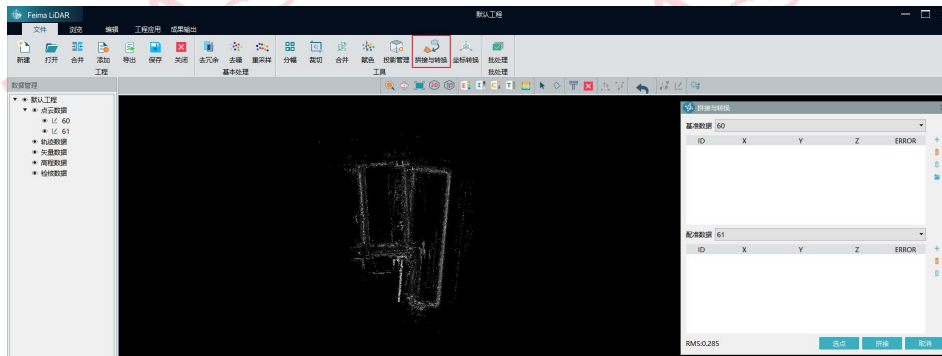 Feima LiDAR
默认工程
文件 浏览 编辑 工程应用 成果输出
新建 打开 合并 添加 导出 保存 关闭 去冗余 去噪 重采样 分幅 裁切 合并 赋色 投影管理 拼接与转换 坐标转换 批处理
工程 基本处理 工具 批处理
数据管理
默认工程
点云数据
60
61
轨迹数据
矢量数据
高程数据
检核数据
拼接与转换
基准数据 60
ID X Y Z ERROR
配准数据 61
ID X Y Z ERROR
RMS:0.285 选点 拼接 取消